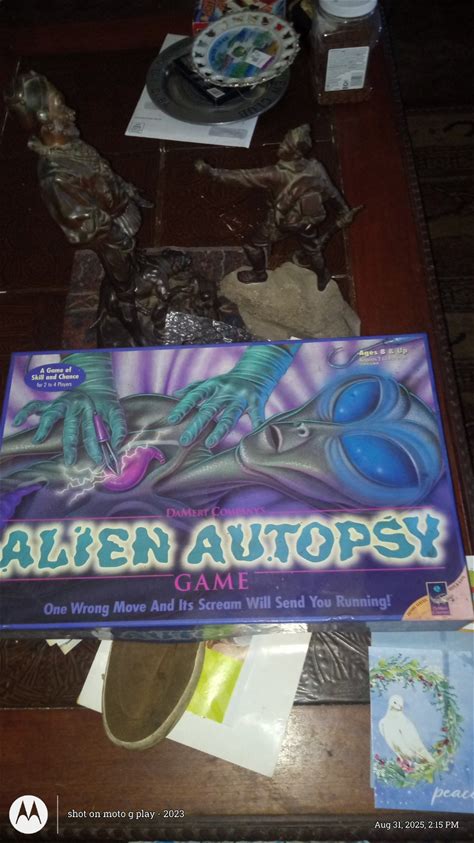 A Game of
Skill and Chance
for 2 to 4 Players
Ages 8 & Up
DaMert Company's
ALIEN AUTOPSY
GAME
One Wrong Move And Its Scream Will Send You Running!
peace
shot on moto g play - 2023
Aug 31, 2025, 2:15 PM